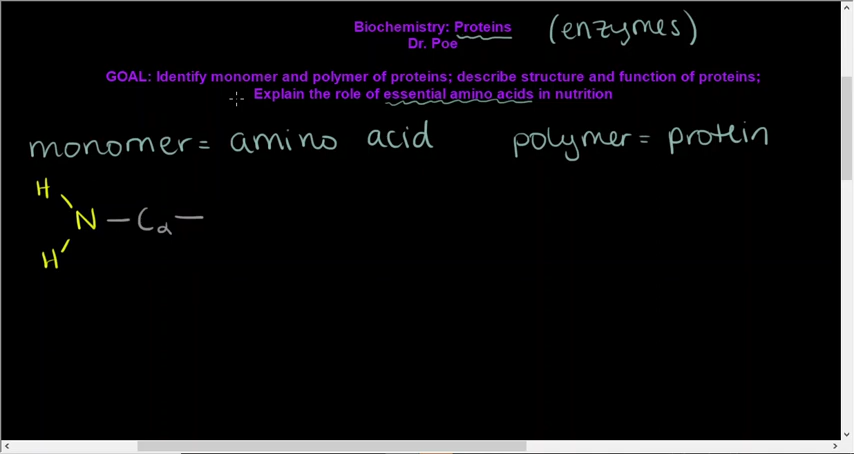 Biochemistry: Proteins (enzymes)
Dr. Poe
GOAL: Identify monomer and polymer of proteins; describe structure and function of proteins;
Explain the role of essential amino acids in nutrition
monomer = amino acid polymer = protein
H
N — Cα —
H